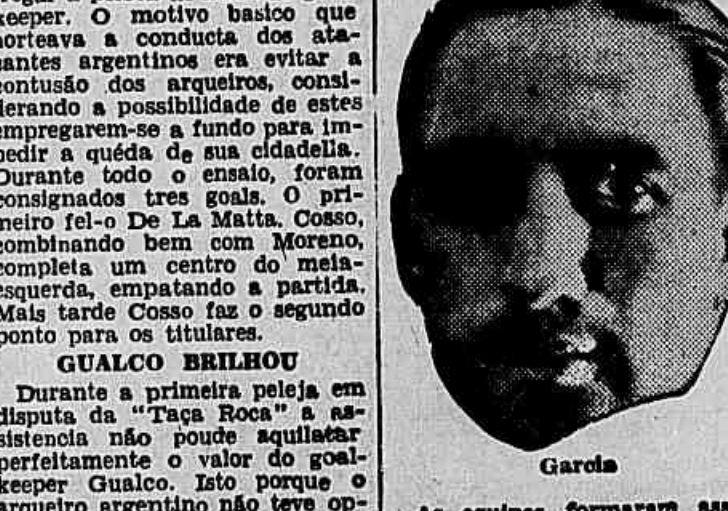 keeper. O motivo basico que
norteava a conducta dos ata-
cantes argentinos era evitar a
contusão dos arqueiros, consi-
derando a possibilidade de estes
empregarem-se a fundo para im-
pedir a quéda de sua cidadella.
Durante todo o ensaio, foram
consignados tres goals. O pri-
meiro fel-o De La Matta. Cosso,
combinando bem com Moreno,
completa um centro do meia-
esquerda, empatando a partida.
Mais tarde Cosso faz o segundo
ponto para os titulares.
GUALCO BRILHOU
Durante a primeira peleja em
disputa da "Taça Roca" a as-
sistencia não poude aquilatar
perfeitamente o valor do goal-
keeper Gualco. Isto porque o
arqueiro argentino não teve op-
Garcia
equipes formaram